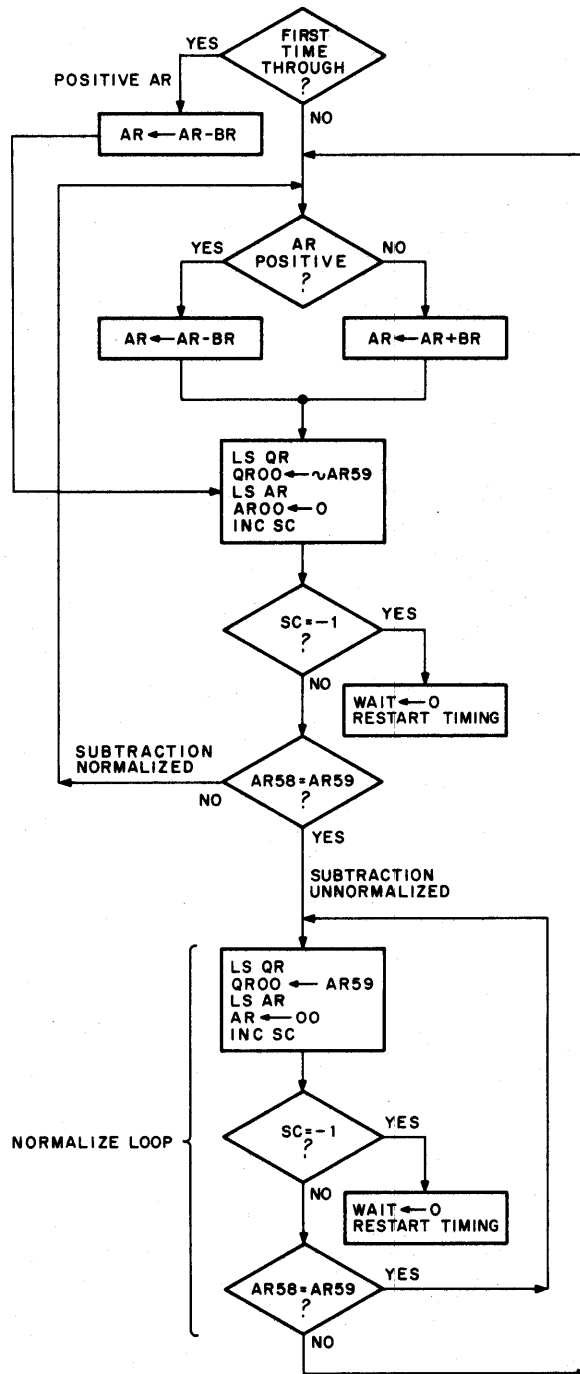 FIRST
TIME
THROUGH
?
YES
NO
POSITIVE AR
AR ← AR-BR
AR
POSITIVE
?
YES
NO
AR ← AR-BR
AR ← AR+BR
LS QR
QR00 ← ~AR59
LS AR
AR00 ← 0
INC SC
SC=-1
?
YES
NO
WAIT ← 0
RESTART TIMING
SUBTRACTION
NORMALIZED
AR58=AR59
?
NO
YES
SUBTRACTION
UNNORMALIZED
LS QR
QR00 ← AR59
LS AR
AR ← 00
INC SC
NORMALIZE LOOP
SC=-1
?
YES
NO
WAIT ← 0
RESTART TIMING
AR58=AR59
?
YES
NO